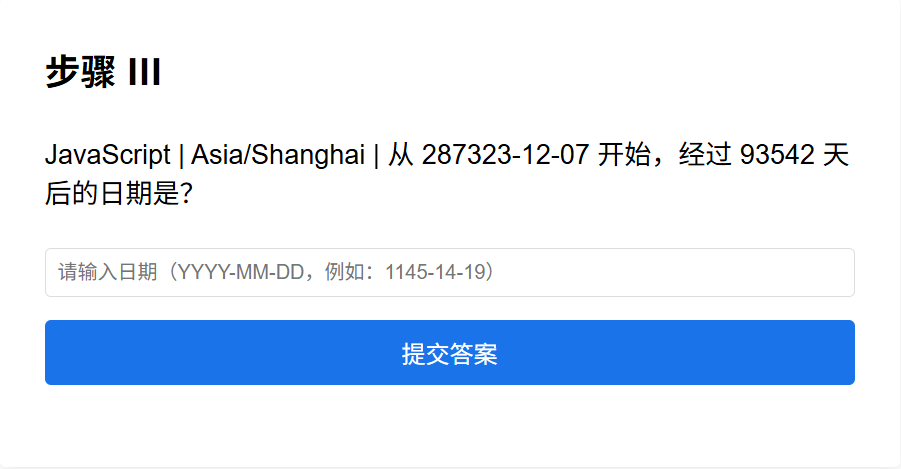 步骤 III
JavaScript | Asia/Shanghai | 从 287323-12-07 开始，经过 93542 天
后的日期是？
请输入日期（YYYY-MM-DD，例如：1145-14-19）
提交答案